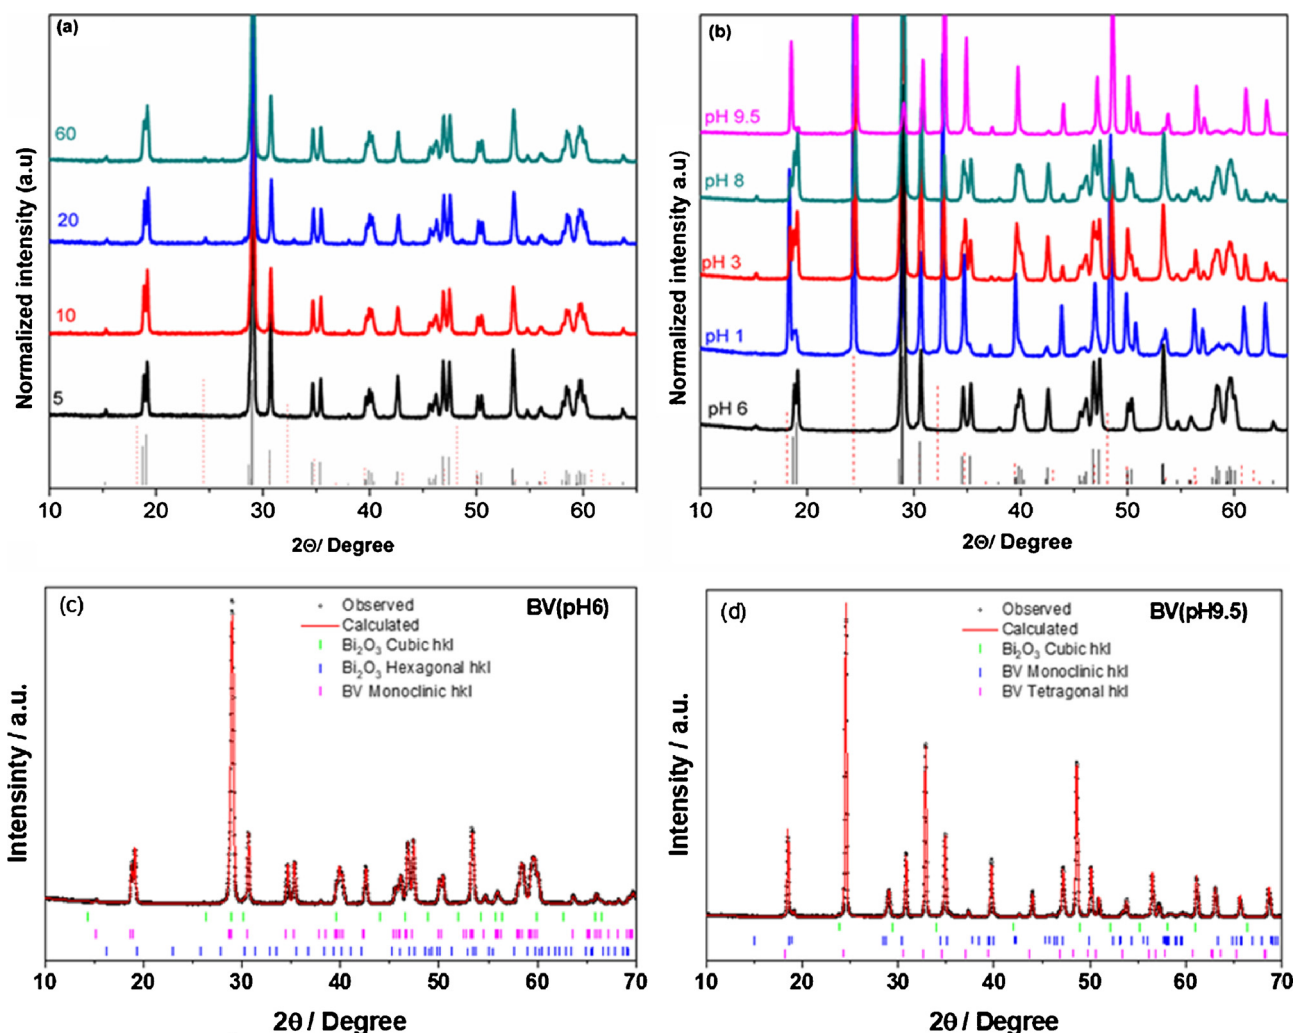 (a)
60
20
10
5
Normalized intensity (a.u)
10 20 30 40 50 60
2Θ/ Degree
(b)
pH 9.5
pH 8
pH 3
pH 1
pH 6
Normalized intensity a.u)
10 20 30 40 50 60
2Θ/ Degree
(c)
Observed
Calculated
Bi2O3 Cubic hkl
Bi2O3 Hexagonal hkl
BV Monoclinic hkl
BV(pH6)
Intensinty / a.u.
10 20 30 40 50 60 70
2θ / Degree
(d)
Observed
Calculated
Bi2O3 Cubic hkl
BV Monoclinic hkl
BV Tetragonal hkl
BV(pH9.5)
Intensity / a.u.
10 20 30 40 50 60 70
2θ / Degree